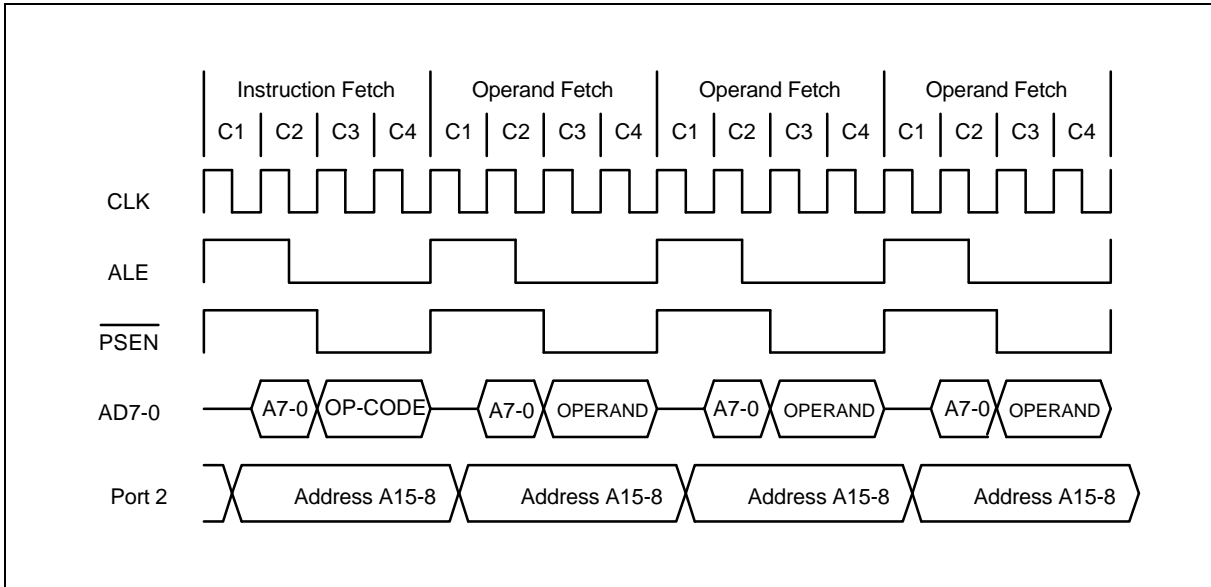 Instruction Fetch Operand Fetch Operand Fetch Operand Fetch
C1 C2 C3 C4 C1 C2 C3 C4 C1 C2 C3 C4 C1 C2 C3 C4
CLK
ALE
PSEN
AD7-0 A7-0 OP-CODE A7-0 OPERAND A7-0 OPERAND A7-0 OPERAND
Port 2 Address A15-8 Address A15-8 Address A15-8 Address A15-8